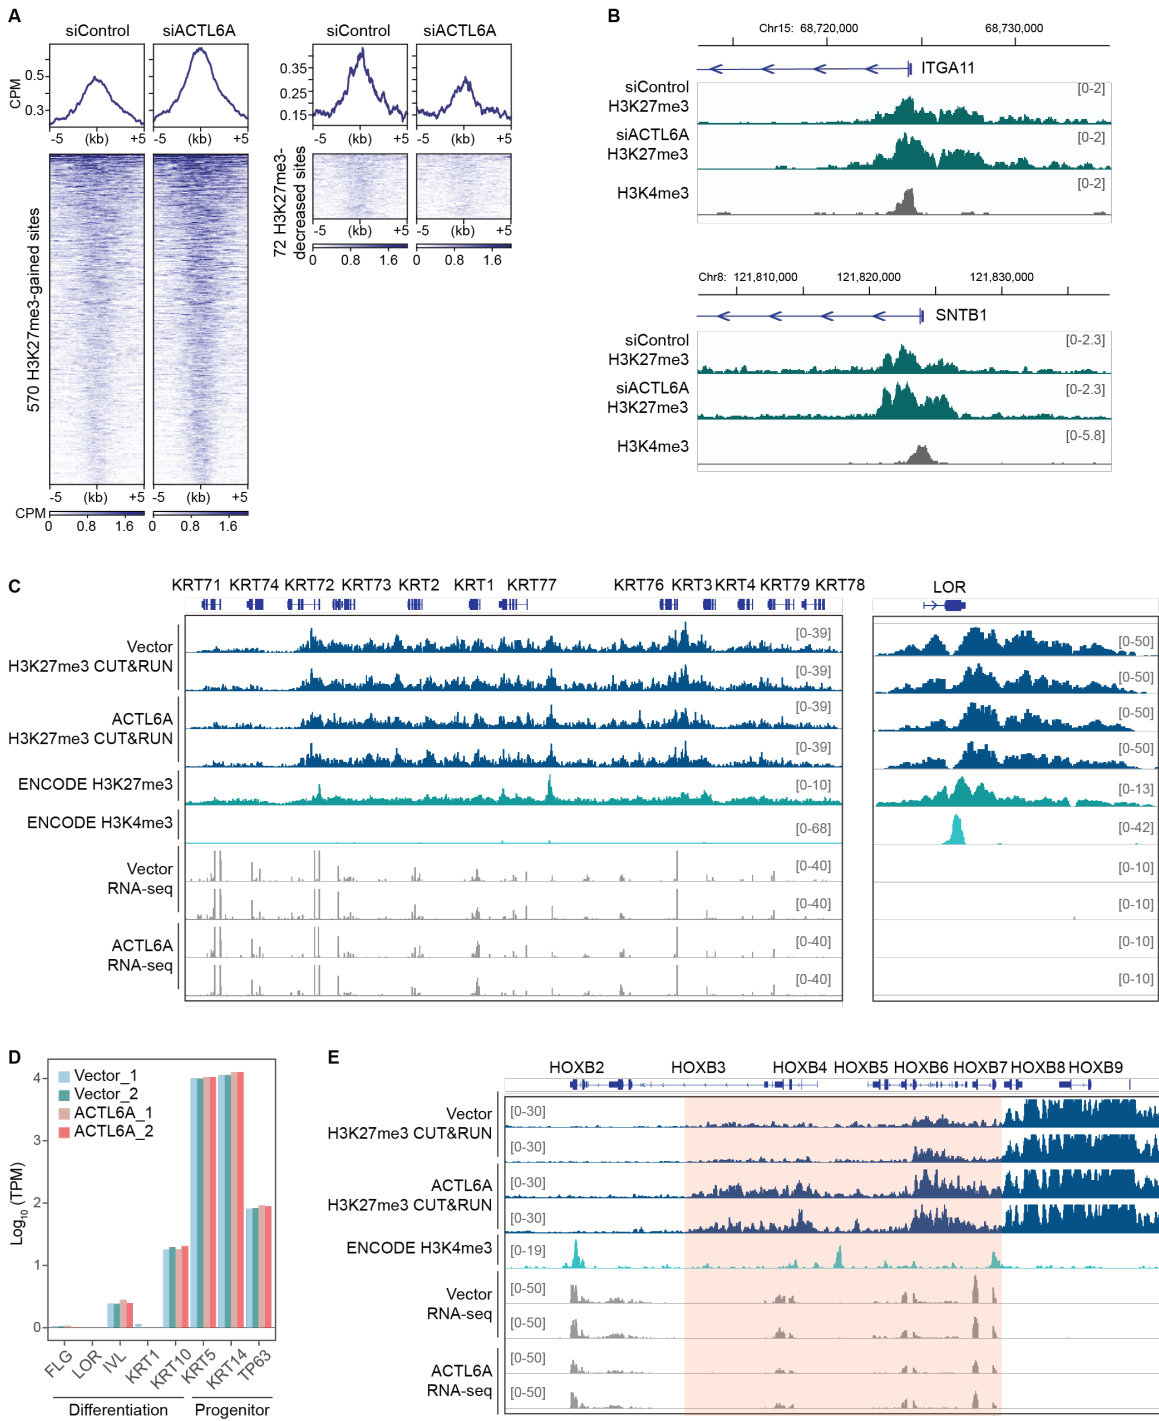 A
siControl
siACTL6A
siControl
siACTL6A
CPM
0.5
0.3
0.35
0.25
0.15
-5 (kb) +5
-5 (kb) +5
-5 (kb) +5
-5 (kb) +5
570 H3K27me3-gained sites
72 H3K27me3-
decreased sites
-5 (kb) +5
-5 (kb) +5
-5 (kb) +5
-5 (kb) +5
0 0.8 1.6
0 0.8 1.6
CPM
0 0.8 1.6
0 0.8 1.6
B
Chr15: 68,720,000 68,730,000
ITGA11
siControl
H3K27me3
[0-2]
siACTL6A
H3K27me3
[0-2]
H3K4me3
[0-2]
Chr8: 121,810,000 121,820,000 121,830,000
SNTB1
siControl
H3K27me3
[0-2.3]
siACTL6A
H3K27me3
[0-2.3]
H3K4me3
[0-5.8]
C
KRT71 KRT74 KRT72 KRT73 KRT2 KRT1 KRT77 KRT76 KRT3 KRT4 KRT79 KRT78
LOR
Vector
H3K27me3 CUT&RUN
[0-39]
[0-50]
[0-39]
[0-50]
ACTL6A
H3K27me3 CUT&RUN
[0-39]
[0-50]
[0-39]
[0-50]
ENCODE H3K27me3
[0-10]
[0-13]
ENCODE H3K4me3
[0-68]
[0-42]
Vector
RNA-seq
[0-40]
[0-10]
[0-40]
[0-10]
ACTL6A
RNA-seq
[0-40]
[0-10]
[0-40]
[0-10]
D
Log10 (TPM)
4
3
2
1
0
Vector_1
Vector_2
ACTL6A_1
ACTL6A_2
FLG
LOR
IVL
KRT1
KRT10
KRT5
KRT14
TP63
Differentiation
Progenitor
E
HOXB2 HOXB3 HOXB4 HOXB5 HOXB6 HOXB7 HOXB8 HOXB9
Vector
H3K27me3 CUT&RUN
[0-30]
[0-30]
ACTL6A
H3K27me3 CUT&RUN
[0-30]
[0-30]
ENCODE H3K4me3
[0-19]
Vector
RNA-seq
[0-50]
[0-50]
ACTL6A
RNA-seq
[0-50]
[0-50]